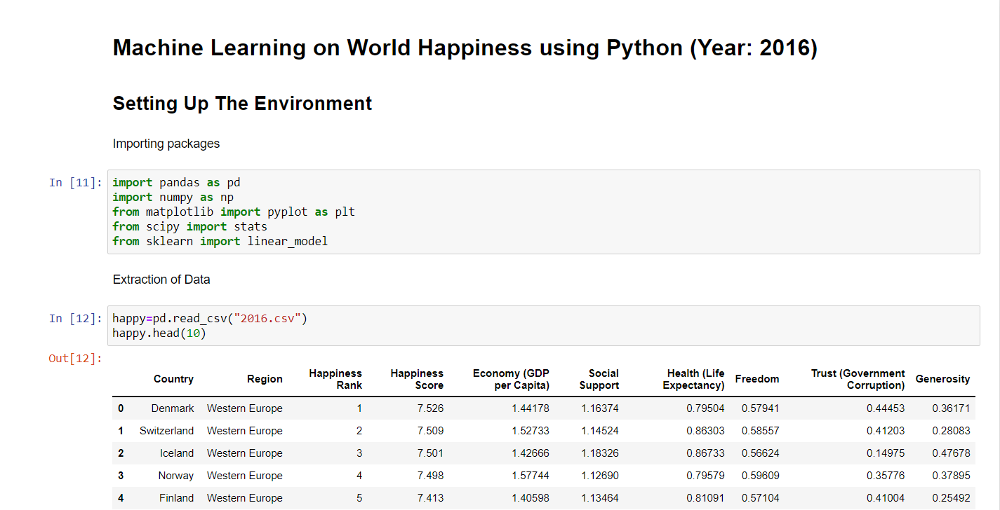 Machine Learning on World Happiness using Python (Year: 2016)
Setting Up The Environment
Importing packages
In [11]:
import pandas as pd
import numpy as np
from matplotlib import pyplot as plt
from scipy import stats
from sklearn import linear_model
Extraction of Data
In [12]:
happy=pd.read_csv("2016.csv")
happy.head(10)
Out[12]:
Country Region Happiness Rank Happiness Score Economy (GDP per Capita) Social Support Health (Life Expectancy) Freedom Trust (Government Corruption) Generosity
0 Denmark Western Europe 1 7.526 1.44178 1.16374 0.79504 0.57941 0.44453 0.36171
1 Switzerland Western Europe 2 7.509 1.52733 1.14524 0.86303 0.58557 0.41203 0.28083
2 Iceland Western Europe 3 7.501 1.42666 1.18326 0.86733 0.56624 0.14975 0.47678
3 Norway Western Europe 4 7.498 1.57744 1.12690 0.79579 0.59609 0.35776 0.37895
4 Finland Western Europe 5 7.413 1.40598 1.13464 0.81091 0.57104 0.41004 0.25492